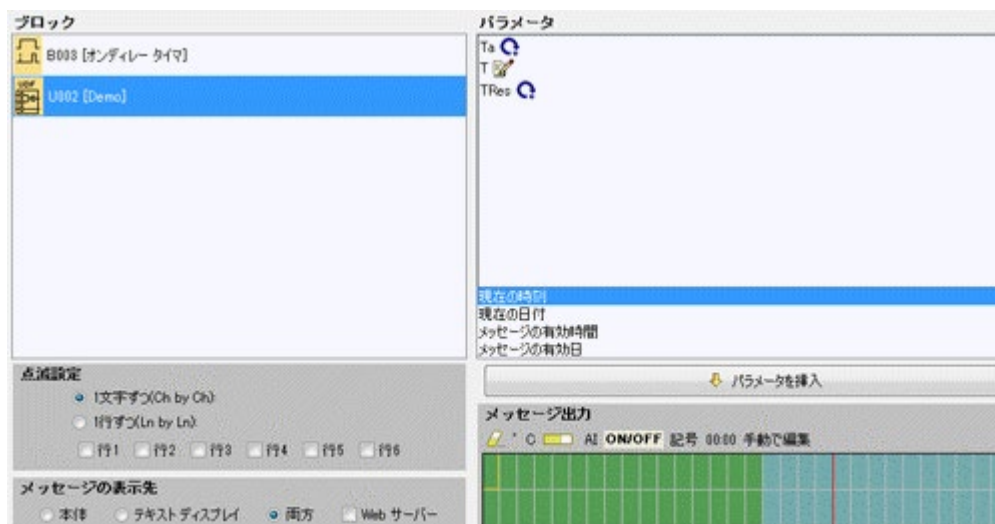 ブロック
B003 [オンディレー タイマ]
UDF
U002 [Demo]
パラメータ
Ta
T
TRes
現在の時刻
現在の日付
メッセージの有効時間
メッセージの有効日
点滅設定
1文字ずつ(Ch by Ch):
1行ずつ(Ln by Ln):
行1 行2 行3 行4 行5 行6
メッセージの表示先
本体 テキストディスプレイ 両方 Web サーバー
パラメータを挿入
メッセージ出力
AI ON/OFF 記号 00:00 手動で編集